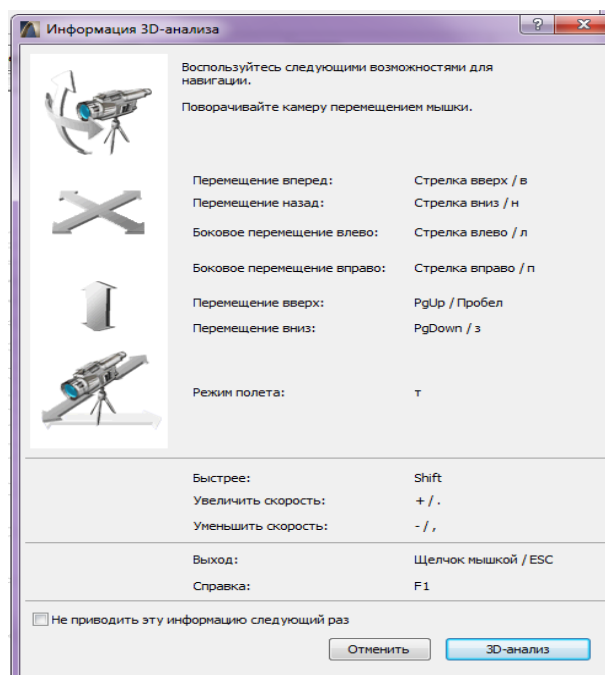 Информация 3D-анализа
Воспользуйтесь следующими возможностями для
навигации.
Поворачивайте камеру перемещением мышки.
Перемещение вперед: Стрелка вверх / в
Перемещение назад: Стрелка вниз / н
Боковое перемещение влево: Стрелка влево / л
Боковое перемещение вправо: Стрелка вправо / п
Перемещение вверх: PgUp / Пробел
Перемещение вниз: PgDown / з
Режим полета: т
Быстрее: Shift
Увеличить скорость: + / .
Уменьшить скорость: - / ,
Выход: Щелчок мышкой / ESC
Справка: F1
Не приводить эту информацию следующий раз
Отменить 3D-анализ